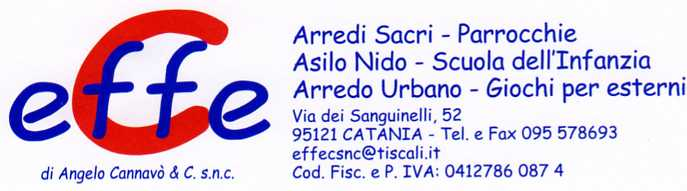 effe C
di Angelo Cannavò & C. s.n.c.
Arredi Sacri - Parrocchie
Asilo Nido - Scuola dell'Infanzia
Arredo Urbano - Giochi per esterni
Via dei Sanguinelli, 52
95121 CATANIA - Tel. e Fax 095 578693
effecsnc@tiscali.it
Cod. Fisc. e P. IVA: 0412786 087 4